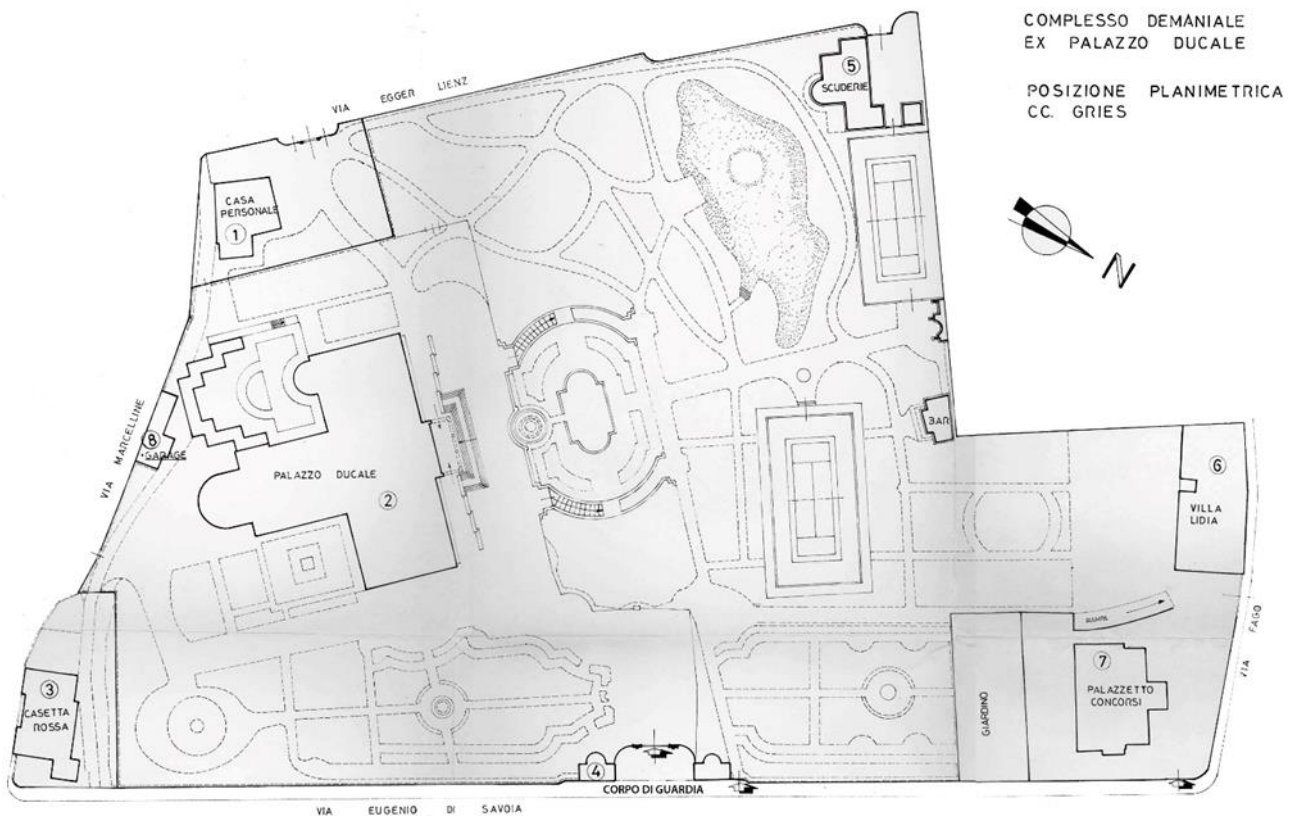 COMPLESSO DEMANIALE
EX PALAZZO DUCALE
POSIZIONE PLANIMETRICA
CC. GRIES
N
VIA EGGER LIENZ
5
SCUDERIE
CASA
PERSONALE
1
VIA MARCELLINE
8
GARAGE
PALAZZO DUCALE
2
BAR
6
VILLA
LIDIA
RAMPA
VIA FAGO
3
CASETTA
ROSSA
7
PALAZZETTO
CONCORSI
GIARDINO
4
CORPO DI GUARDIA
VIA EUGENIO DI SAVOIA